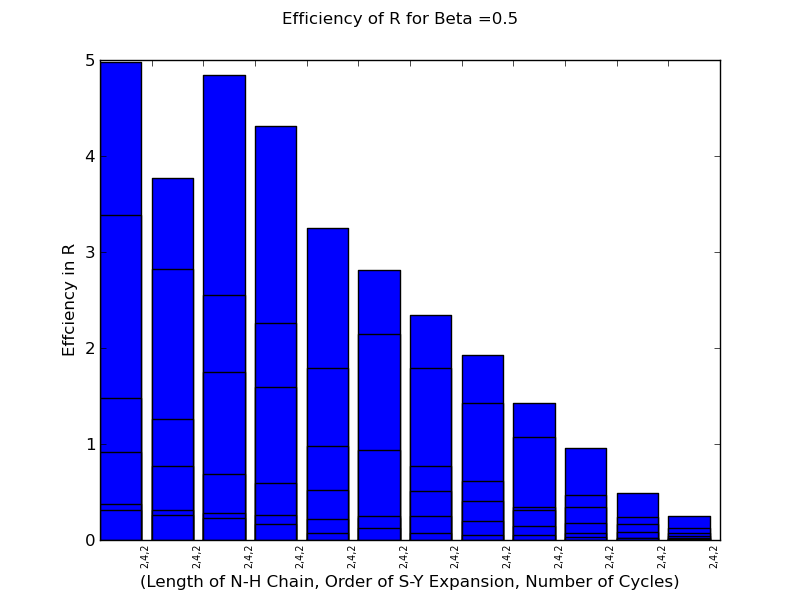 Efficiency of R for Beta =0.5
5
4
3
2
1
0
Effciency in R
2,4,2 2,4,2 2,4,2 2,4,2 2,4,2 2,4,2 2,4,2 2,4,2 2,4,2 2,4,2 2,4,2 2,4,2
(Length of N-H Chain, Order of S-Y Expansion, Number of Cycles)